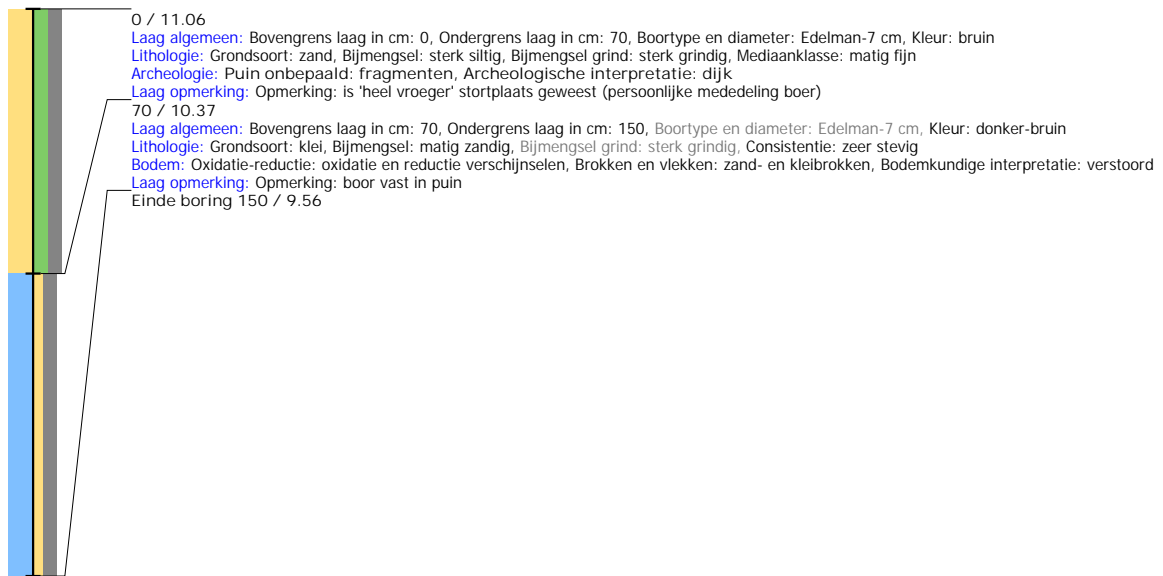 0 / 11.06
Laag algemeen: Bovengrens laag in cm: 0, Ondergrens laag in cm: 70, Boortype en diameter: Edelman-7 cm, Kleur: bruin
Lithologie: Grondsoort: zand, Bijmengsel: sterk siltig, Bijmengsel grind: sterk grindig, Mediaanklasse: matig fijn
Archeologie: Puin onbepaald: fragmenten, Archeologische interpretatie: dijk
Laag opmerking: Opmerking: is 'heel vroeger' stortplaats geweest (persoonlijke mededeling boer)
70 / 10.37
Laag algemeen: Bovengrens laag in cm: 70, Ondergrens laag in cm: 150, Boortype en diameter: Edelman-7 cm, Kleur: donker-bruin
Lithologie: Grondsoort: klei, Bijmengsel: matig zandig, Bijmengsel grind: sterk grindig, Consistentie: zeer stevig
Bodem: Oxidatie-reductie: oxidatie en reductie verschijnselen, Brokken en vlekken: zand- en kleibrokken, Bodemkundige interpretatie: verstoord
Laag opmerking: Opmerking: boor vast in puin
Einde boring 150 / 9.56